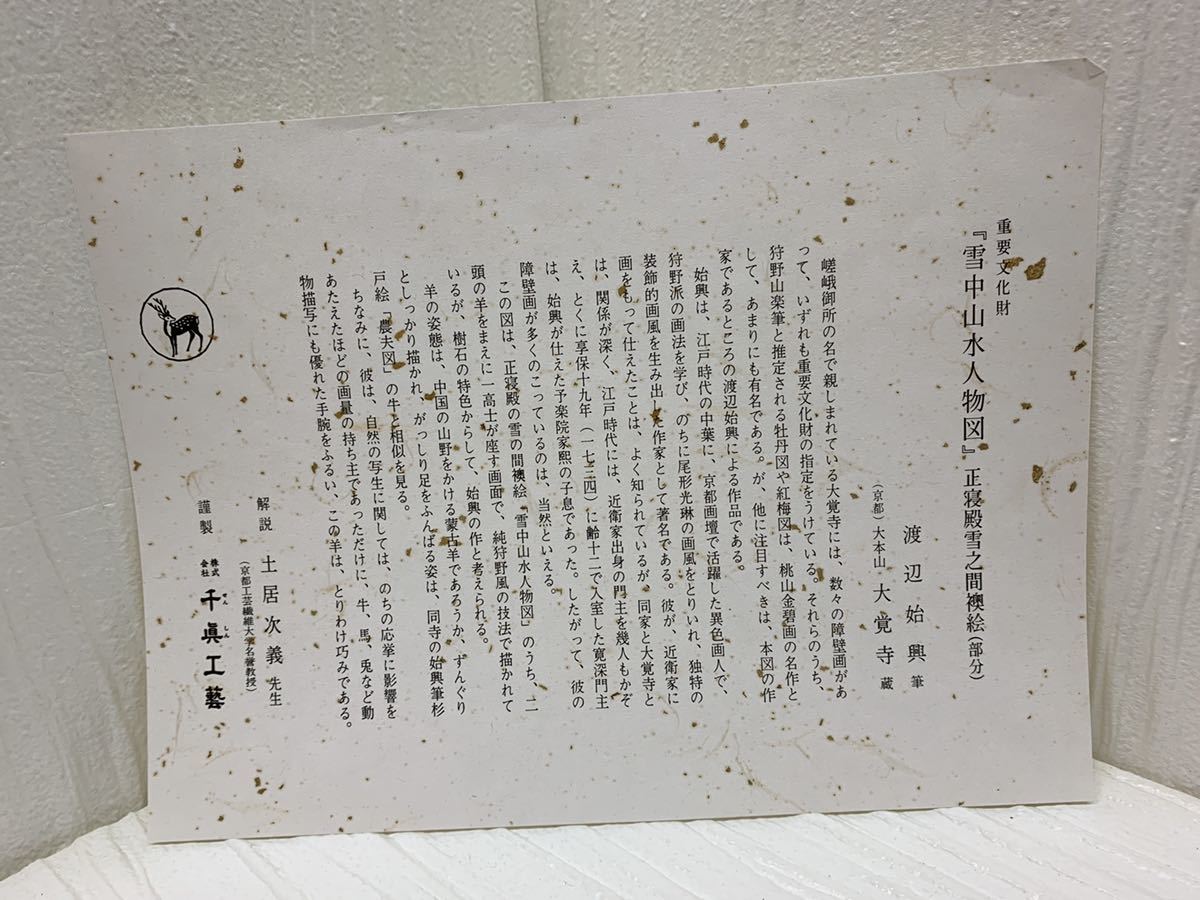 重要文化財
『雪中山水人物図』正寝殿雪之間襖絵(部分)
渡辺始興筆
(京都)大本山 大覚寺 蔵
嵯峨御所の名で親しまれている大覚寺には、数々の障壁画があ
って、いずれも重要文化財の指定をうけている。それらのうち、
狩野山楽筆と推定される牡丹図や紅梅図は、桃山金碧画の名作と
して、あまりにも有名である。が、他に注目すべきは、本図の作
家であるところの渡辺始興による作品である。
始興は、江戸時代の中葉に、京都画壇で活躍した異色画人で、
狩野派の画法を学び、のちに尾形光琳の画風をとりいれ、独特の
装飾的画風を生み出した作家として著名である。彼が、近衛家に
画をもって仕えたことは、よく知られているが、同家と大覚寺と
は、関係が深く、江戸時代には、近衛家出身の門主を幾人もかぞ
え、とくに享保十九年(一七三四)に齢十二で入室した寛深門主
は、始興が仕えた予楽院家熙の子息であった。したがって、彼の
障壁画が多くのこっているのは、当然といえる。
この図は、正寝殿の雪の間襖絵「雪中山水人物図」のうち、二
頭の羊をまえに一高士が座す画面で、純狩野風の技法で描かれて
いるが、樹石の特色からして、始興の作と考えられる。
羊の姿態は、中国の山野をかける蒙古羊であろうか、ずんぐり
としっかり描かれ、がっしり足をふんばる姿は、同寺の始興筆杉
戸絵「農夫図」の牛と相似を見る。
ちなみに、彼は、自然の写生に関しては、のちの応挙に影響を
あたえたほどの画量の持ち主であっただけに、牛、馬、兎など動
物描写にも優れた手腕をふるい、この羊は、とりわけ巧みである。
解説 土居次義 先生
(京都工芸繊維大学名誉教授)
謹製 株式会社 千眞工藝
せんしん